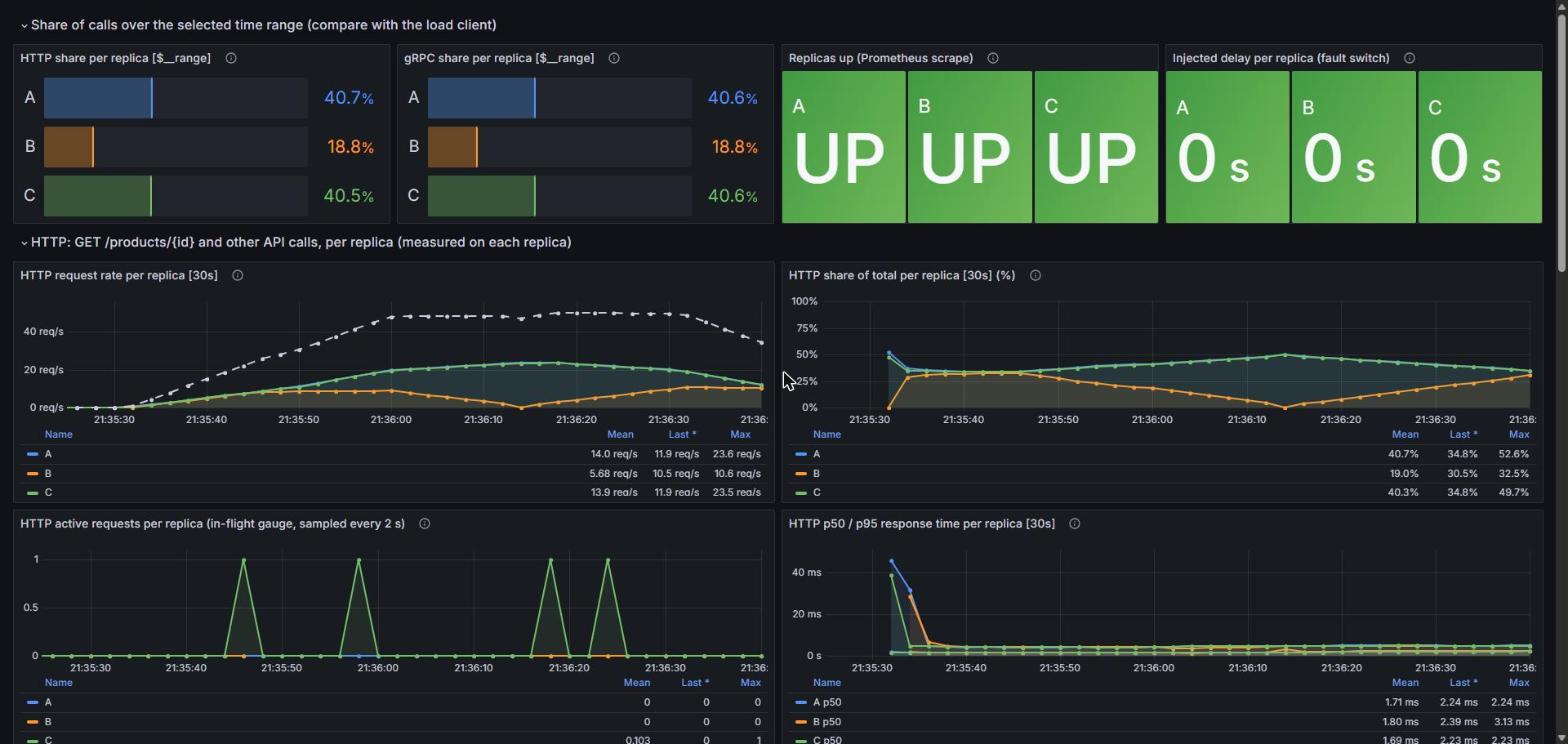 Share of calls over the selected time range (compare with the load client)
HTTP share per replica [$__range]
A 40.7%
B 18.8%
C 40.5%
gRPC share per replica [$__range]
A 40.6%
B 18.8%
C 40.6%
Replicas up (Prometheus scrape)
A B C
UP UP UP
Injected delay per replica (fault switch)
A B C
0 s 0 s 0 s
HTTP: GET /products/{id} and other API calls, per replica (measured on each replica)
HTTP request rate per replica [30s]
40 req/s
20 req/s
0 req/s
21:35:30 21:35:40 21:35:50 21:36:00 21:36:10 21:36:20 21:36:30 21:36:
Name Mean Last * Max
A 14.0 req/s 11.9 req/s 23.6 req/s
B 5.68 req/s 10.5 req/s 10.6 req/s
C 13.9 req/s 11.9 req/s 23.5 req/s
HTTP share of total per replica [30s] (%)
100%
75%
50%
25%
0%
21:35:30 21:35:40 21:35:50 21:36:00 21:36:10 21:36:20 21:36:30 21:36:
Name Mean Last * Max
A 40.7% 34.8% 52.6%
B 19.0% 30.5% 32.5%
C 40.3% 34.8% 49.7%
HTTP active requests per replica (in-flight gauge, sampled every 2 s)
1
0.5
0
21:35:30 21:35:40 21:35:50 21:36:00 21:36:10 21:36:20 21:36:30 21:36:
Name Mean Last * Max
A 0 0 0
B 0 0 0
C 0.103 0 1
HTTP p50 / p95 response time per replica [30s]
40 ms
20 ms
0 s
21:35:30 21:35:40 21:35:50 21:36:00 21:36:10 21:36:20 21:36:30 21:36:
Name Mean Last * Max
A p50 1.71 ms 2.24 ms 2.24 ms
B p50 1.80 ms 2.39 ms 3.13 ms
C p50 1.69 ms 2.23 ms 2.23 ms